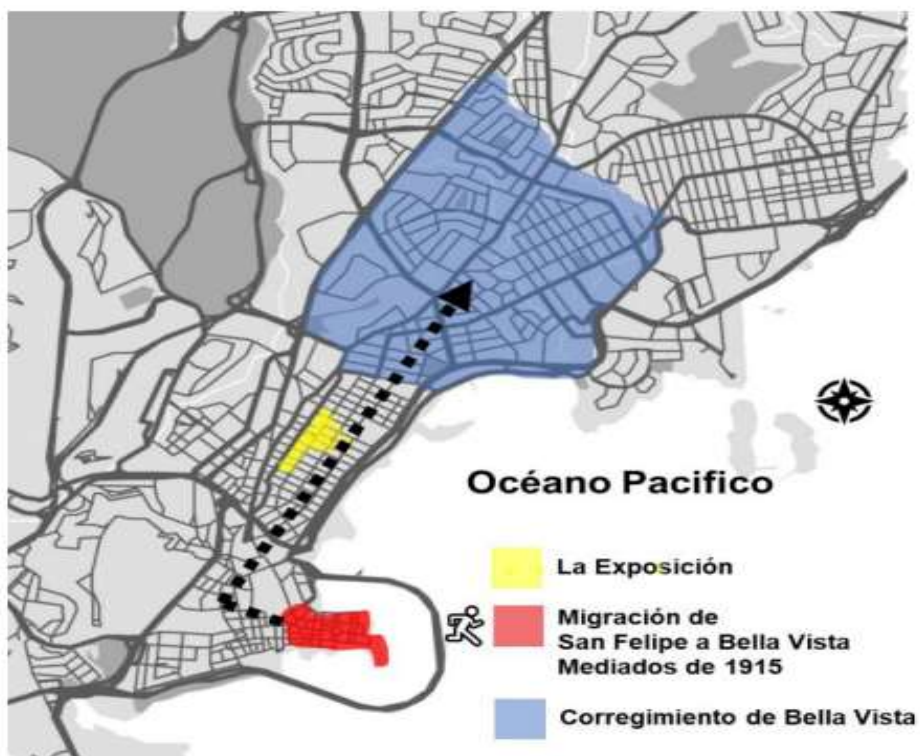 Océano Pacifico
La Exposición
Migración de
San Felipe a Bella Vista
Mediados de 1915
Corregimiento de Bella Vista